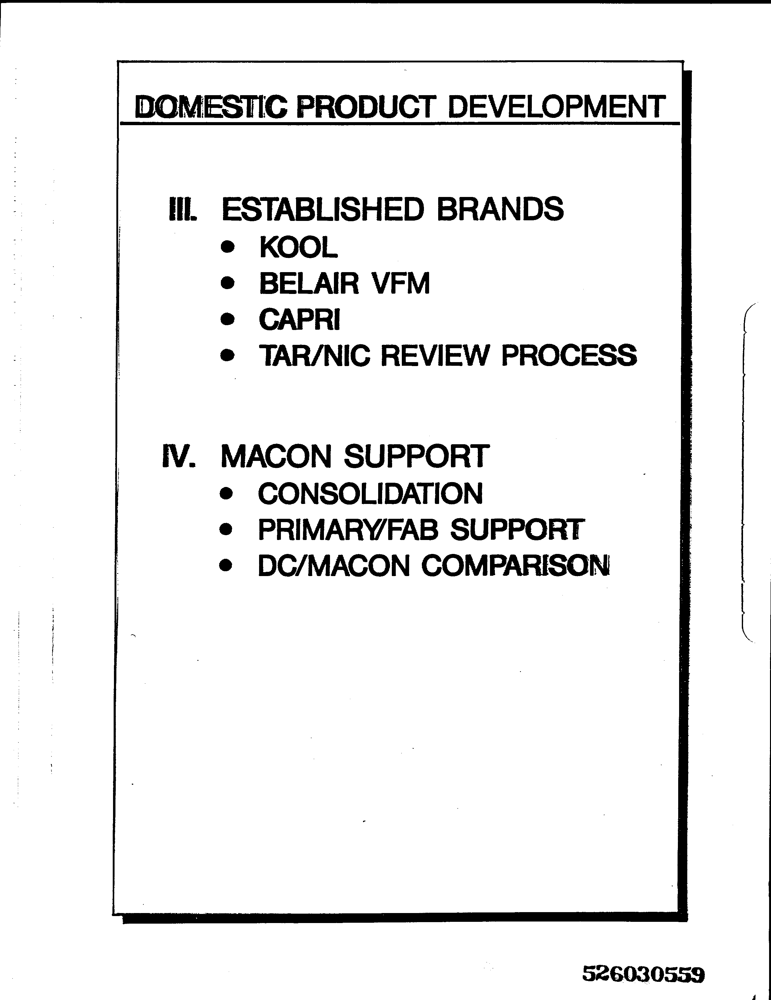 DOMESTIC PRODUCT DEVELOPMENT
III. ESTABLISHED BRANDS
• KOOL
• BELAIR VFM
• CAPRI
• TAR/NIC REVIEW PROCESS
IV. MACON SUPPORT
• CONSOLIDATION
• PRIMARY/FAB SUPPORT
• DC/MACON COMPARISON
526030559